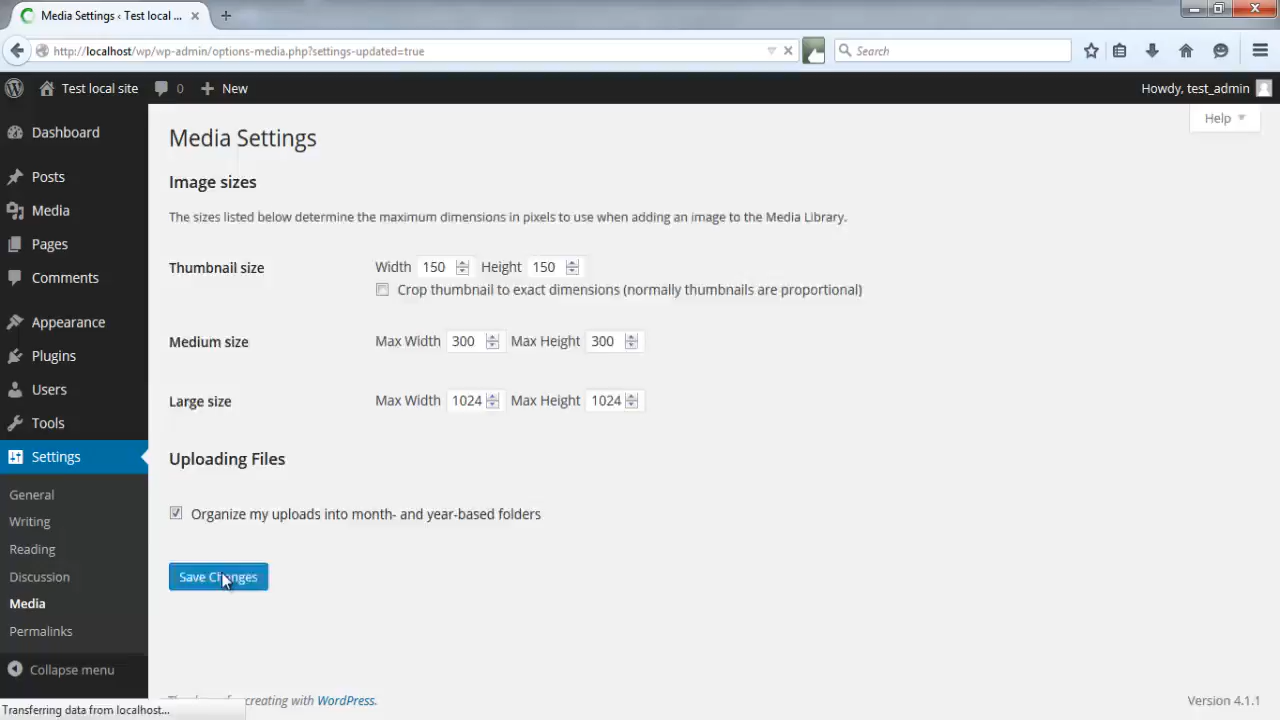 Media Settings ‹ Test local ...
http://localhost/wp/wp-admin/options-media.php?settings-updated=true
Search
Test local site
0
New
Howdy, test_admin
Help
Dashboard
Posts
Media
Pages
Comments
Appearance
Plugins
Users
Tools
Settings
General
Writing
Reading
Discussion
Media
Permalinks
Collapse menu
Media Settings
Image sizes
The sizes listed below determine the maximum dimensions in pixels to use when adding an image to the Media Library.
Thumbnail size
Width 150 Height 150
Crop thumbnail to exact dimensions (normally thumbnails are proportional)
Medium size
Max Width 300 Max Height 300
Large size
Max Width 1024 Max Height 1024
Uploading Files
Organize my uploads into month- and year-based folders
Save Changes
creating with WordPress.
Version 4.1.1
Transferring data from localhost...